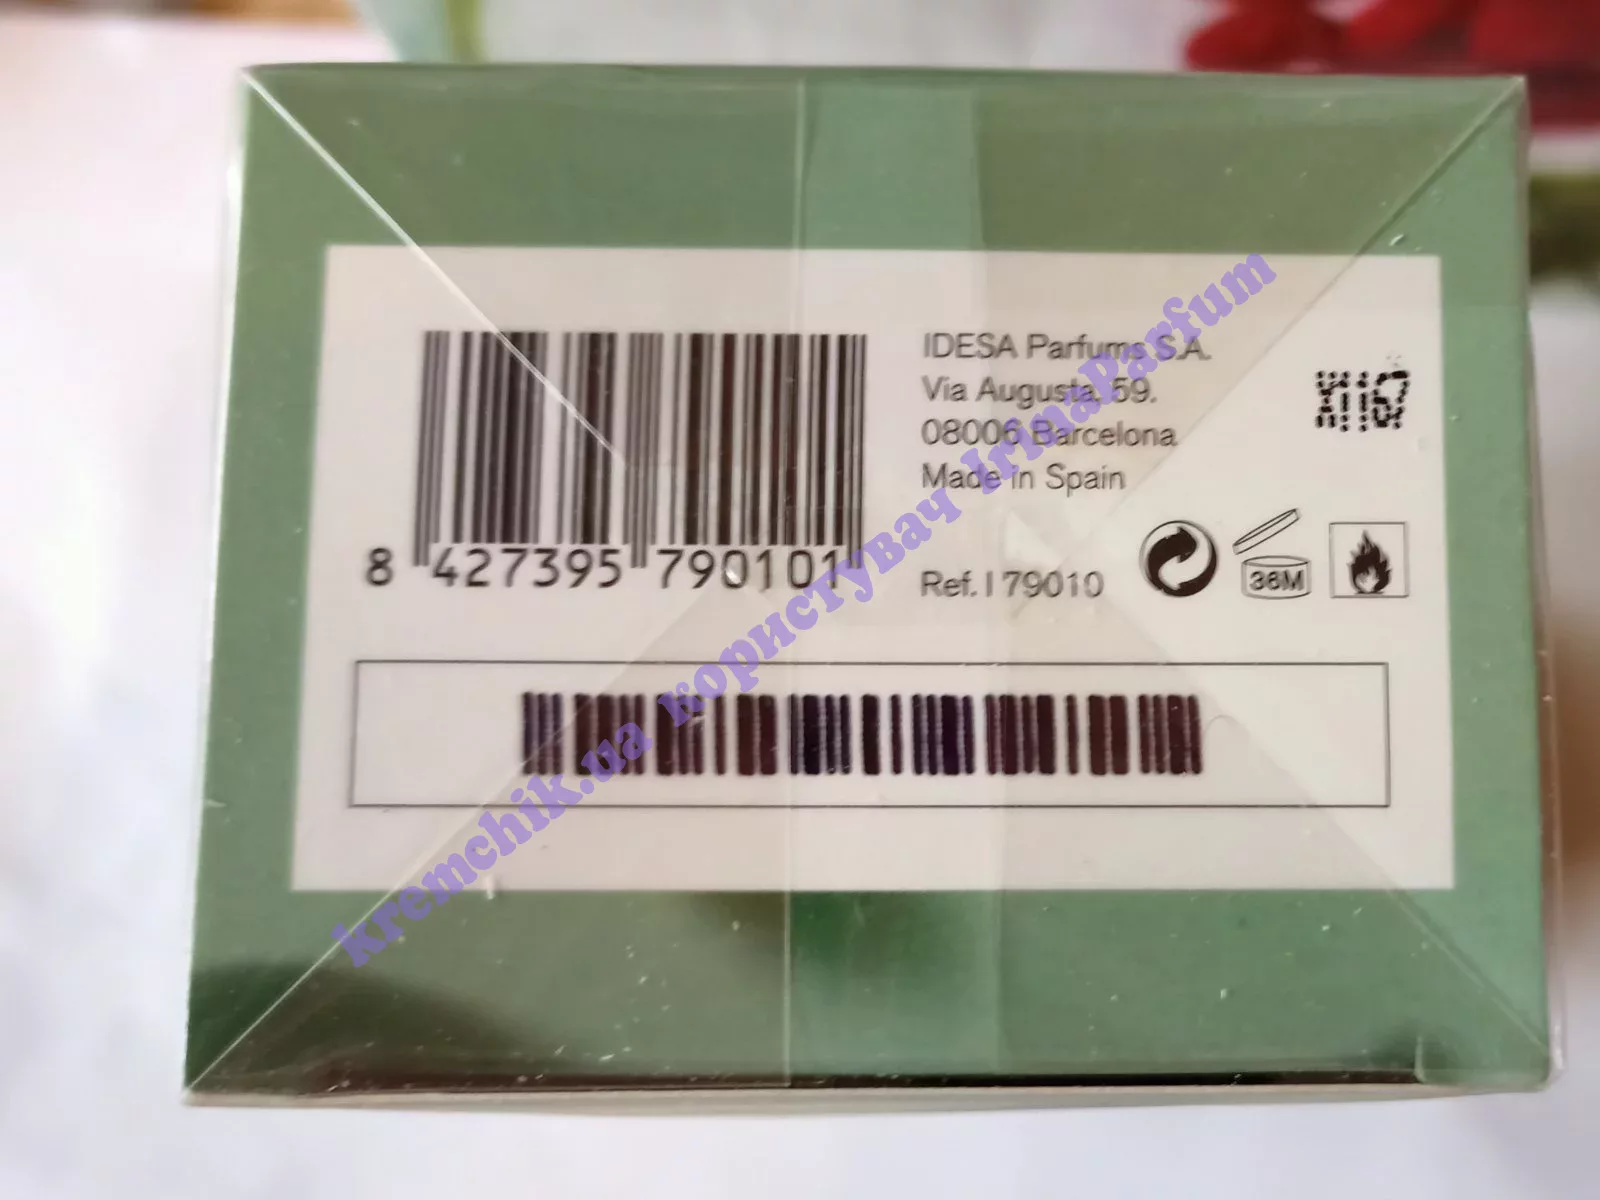 IDESA Parfums S.A.
Via Augusta, 59.
08006 Barcelona
Made in Spain
8 427395 790101
Ref. I 79010
36M
kremchik.ua користувач IrinaParfum